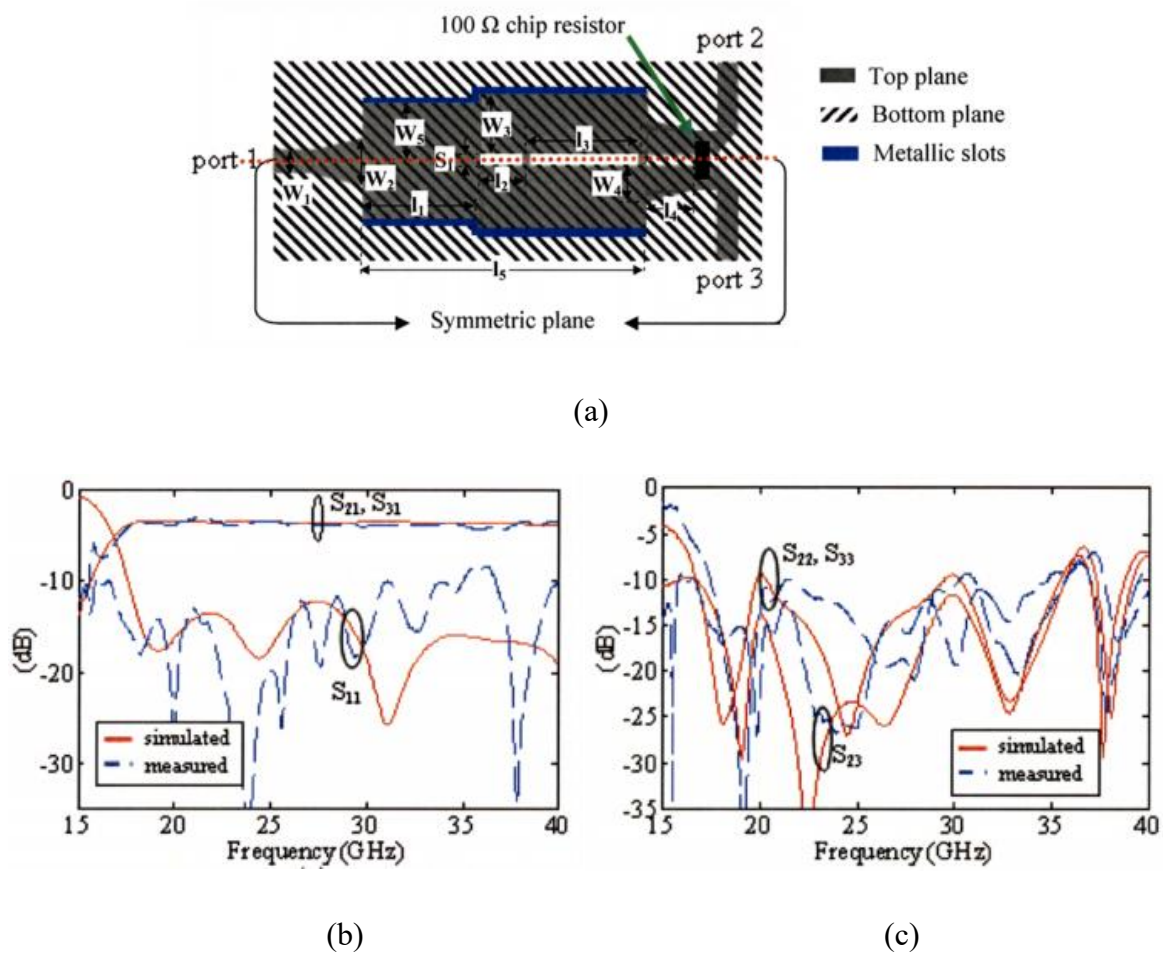 100 Ω chip resistor
port 2
Top plane
Bottom plane
Metallic slots
port 1
W₁
W₂
W₅
S₁
W₃
l₃
l₂
W₄
l₁
l₄
l₅
port 3
Symmetric plane
(a)
0
-10
-20
-30
(dB)
S₂₁, S₃₁
S₁₁
simulated
measured
15 20 25 30 35 40
Frequency(GHz)
0
-5
-10
-15
-20
-25
-30
-35
(dB)
S₂₂, S₃₃
S₂₃
simulated
measured
15 20 25 30 35 40
Frequency(GHz)
(b)
(c)